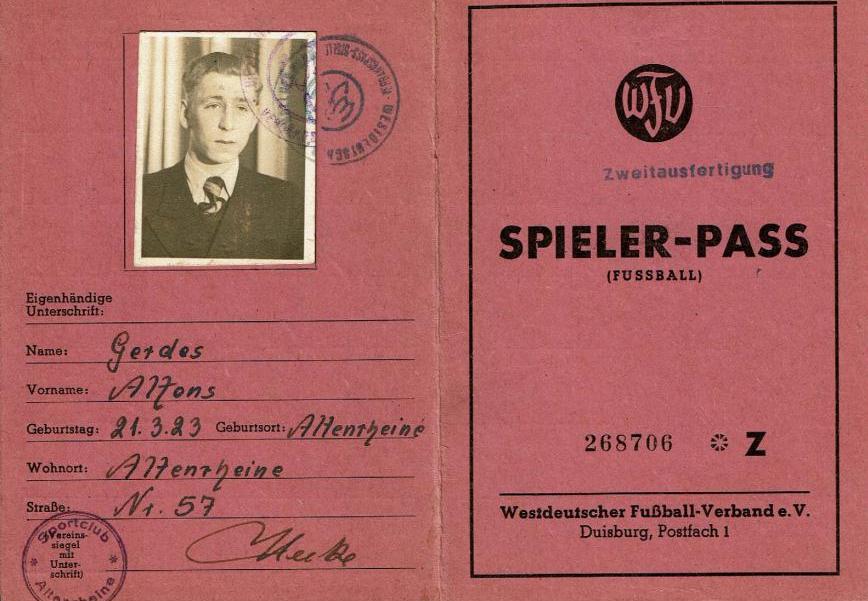 WESTDEUTSCH
Eigenhändige
Unterschrift:
Name: Gerdes
Vorname: Alfons
Geburtstag: 21.3.23 Geburtsort: Altenrheine
Wohnort: Altenrheine
Straße: Nr. 57
Sportclub
(Vereins-
siegel
mit
Unter-
schrift)
Altenrheine
WFV
Zweitausfertigung
SPIELER-PASS
(FUSSBALL)
268706 * Z
Westdeutscher Fußball-Verband e.V.
Duisburg, Postfach 1